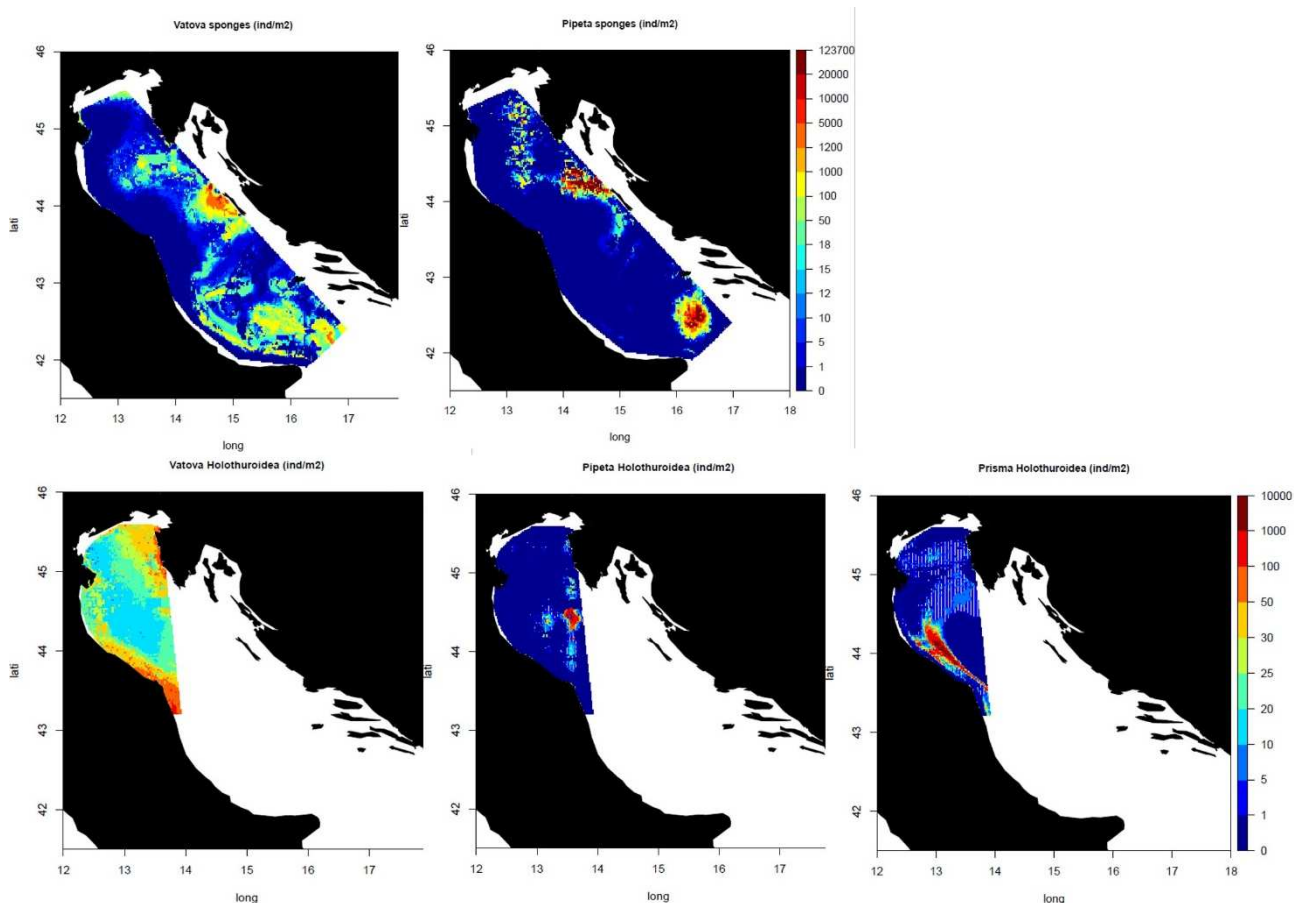 Vatova sponges (ind/m2)
46
45
44
43
42
lati
12 13 14 15 16 17
long
Pipeta sponges (ind/m2)
46
45
44
43
42
lati
12 13 14 15 16 17 18
long
123700
20000
10000
5000
1200
1000
100
50
18
15
12
10
5
1
0
Vatova Holothuroidea (ind/m2)
46
45
44
43
42
lati
12 13 14 15 16 17
long
Pipeta Holothuroidea (ind/m2)
46
45
44
43
42
lati
12 13 14 15 16 17
long
Prisma Holothuroidea (ind/m2)
46
45
44
43
42
lati
12 13 14 15 16 17 18
long
10000
1000
100
50
30
25
20
10
5
1
0